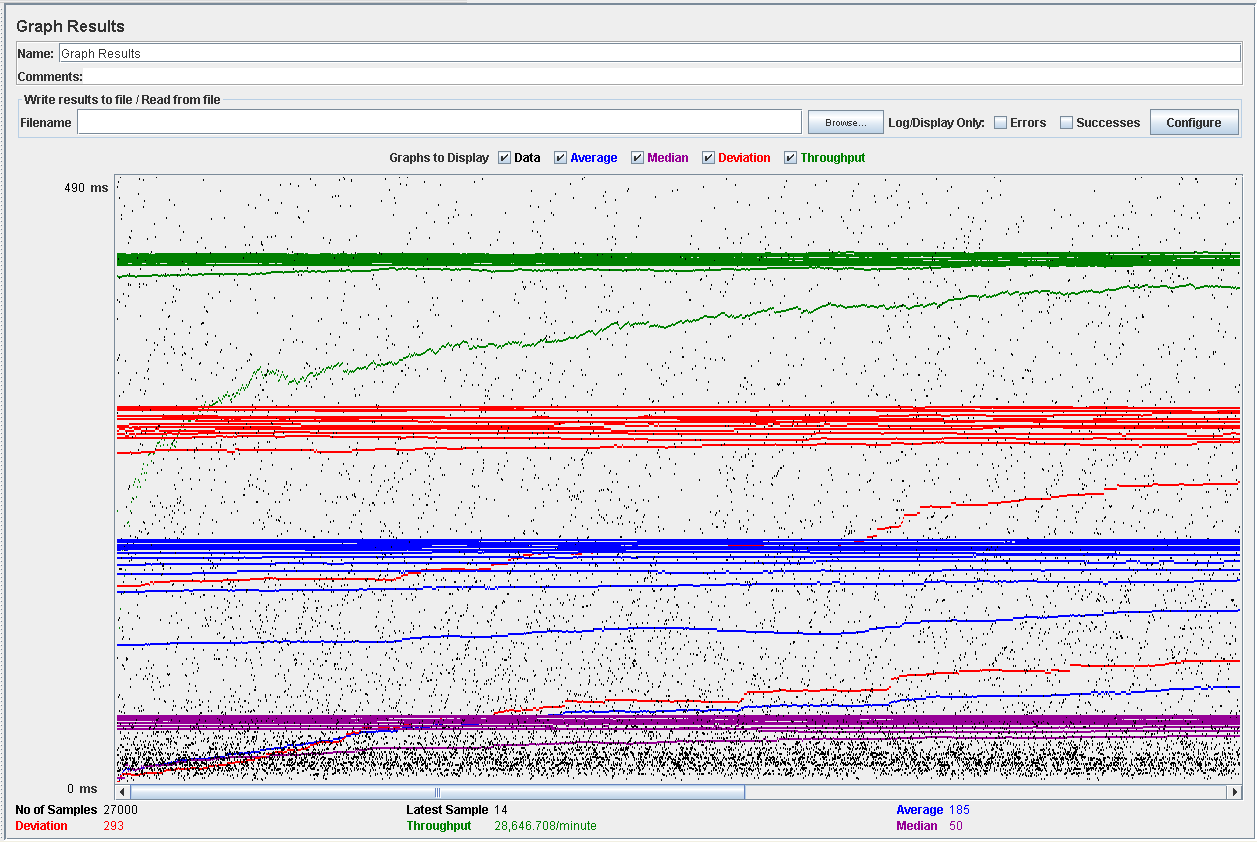 Graph Results
Name: Graph Results
Comments:
Write results to file / Read from file
Filename Browse... Log/Display Only: Errors Successes Configure
Graphs to Display Data Average Median Deviation Throughput
490 ms
0 ms
No of Samples 27000 Latest Sample 14 Average 185
Deviation 293 Throughput 28,646.708/minute Median 50